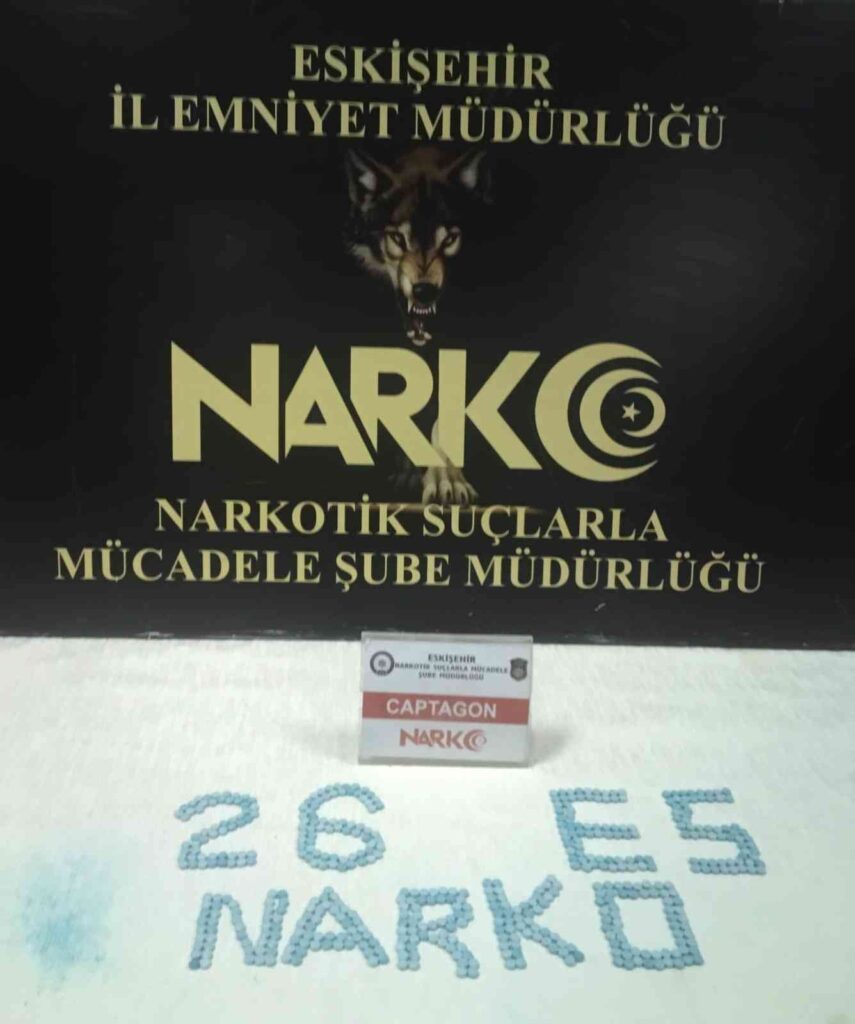 ESKİŞEHİR
İL EMNİYET MÜDÜRLÜĞÜ
NARKO
NARKOTİK SUÇLARLA
MÜCADELE ŞUBE MÜDÜRLÜĞÜ
ESKİŞEHİR
NARKOTİK SUÇLARLA MÜCADELE
ŞUBE MÜDÜRLÜĞÜ
CAPTAGON
NARKO
26 ES
NARKO